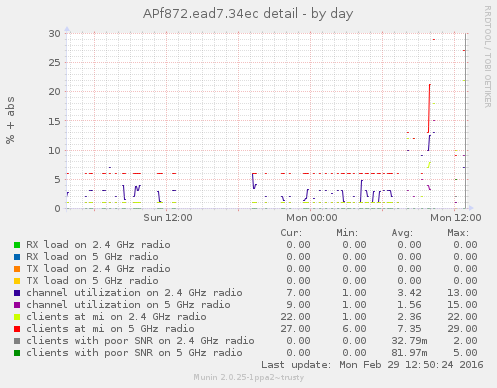 APf872.ead7.34ec detail - by day
RRDTOOL / TOBI OETIKER
% + abs
30
25
20
15
10
5
0
Sun 12:00
Mon 00:00
Mon 12:00
Cur: Min: Avg: Max:
RX load on 2.4 GHz radio 0.00 0.00 0.00 0.00
RX load on 5 GHz radio 0.00 0.00 0.00 0.00
TX load on 2.4 GHz radio 0.00 0.00 0.00 0.00
TX load on 5 GHz radio 0.00 0.00 0.00 0.00
channel utilization on 2.4 GHz radio 7.00 1.00 3.42 13.00
channel utilization on 5 GHz radio 9.00 1.00 1.56 15.00
clients at mi on 2.4 GHz radio 22.00 1.00 2.36 22.00
clients at mi on 5 GHz radio 27.00 6.00 7.35 29.00
clients with poor SNR on 2.4 GHz radio 0.00 0.00 32.79m 2.00
clients with poor SNR on 5 GHz radio 0.00 0.00 81.97m 5.00
Last update: Mon Feb 29 12:50:24 2016
Munin 2.0.25-1ppa2~trusty